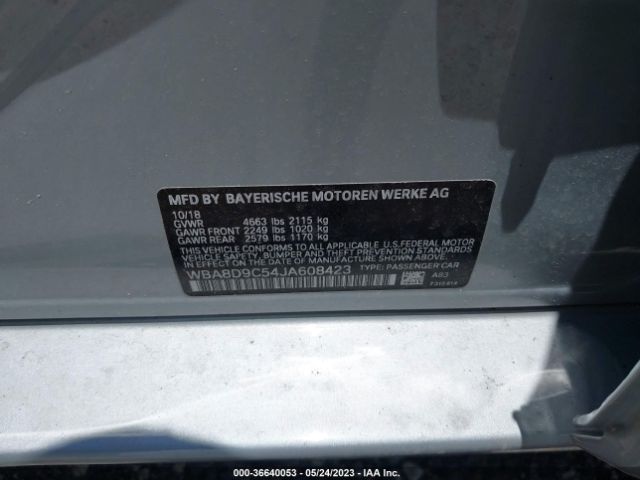 MFD BY BAYERISCHE MOTOREN WERKE AG
10/18
GVWR 4663 lbs 2115 kg
GAWR FRONT 2249 lbs 1020 kg
GAWR REAR 2579 lbs 1170 kg
THIS VEHICLE CONFORMS TO ALL APPLICABLE U.S. FEDERAL MOTOR
VEHICLE SAFETY, BUMPER, AND THEFT PREVENTION STANDARDS
IN EFFECT ON THE DATE OF MANUFACTURE SHOWN ABOVE.
WBA8D9C54JA608423 TYPE: PASSENGER CAR
A83
000-36640053 - 05/24/2023 - IAA Inc.